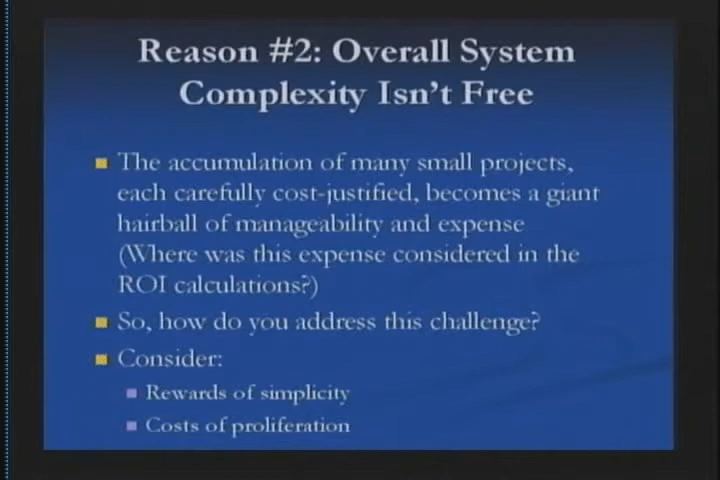 Reason #2: Overall System
Complexity Isn't Free
The accumulation of many small projects,
each carefully cost-justified, becomes a giant
hairball of manageability and expense
(Where was this expense considered in the
ROI calculations?)
So, how do you address this challenge?
Consider:
Rewards of simplicity
Costs of proliferation